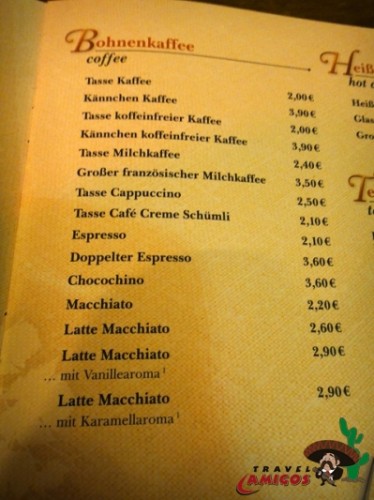 Bohnenkaffee
coffee
Tasse Kaffee 2,00€
Kännchen Kaffee 3,90€
Tasse koffeinfreier Kaffee 2,00€
Kännchen koffeinfreier Kaffee 3,90€
Tasse Milchkaffee 2,40€
Großer französischer Milchkaffee 3,50€
Tasse Cappuccino 2,50€
Tasse Café Creme Schümli 2,10€
Espresso 2,10€
Doppelter Espresso 3,60€
Chocochino 3,60€
Macchiato 2,20€
Latte Macchiato 2,60€
Latte Macchiato 2,90€
... mit Vanillearoma¹
Latte Macchiato 2,90€
... mit Karamellaroma¹
Heiß
hot
Heiß
Glas
Gro
Te
TRAVEL
AMIGOS